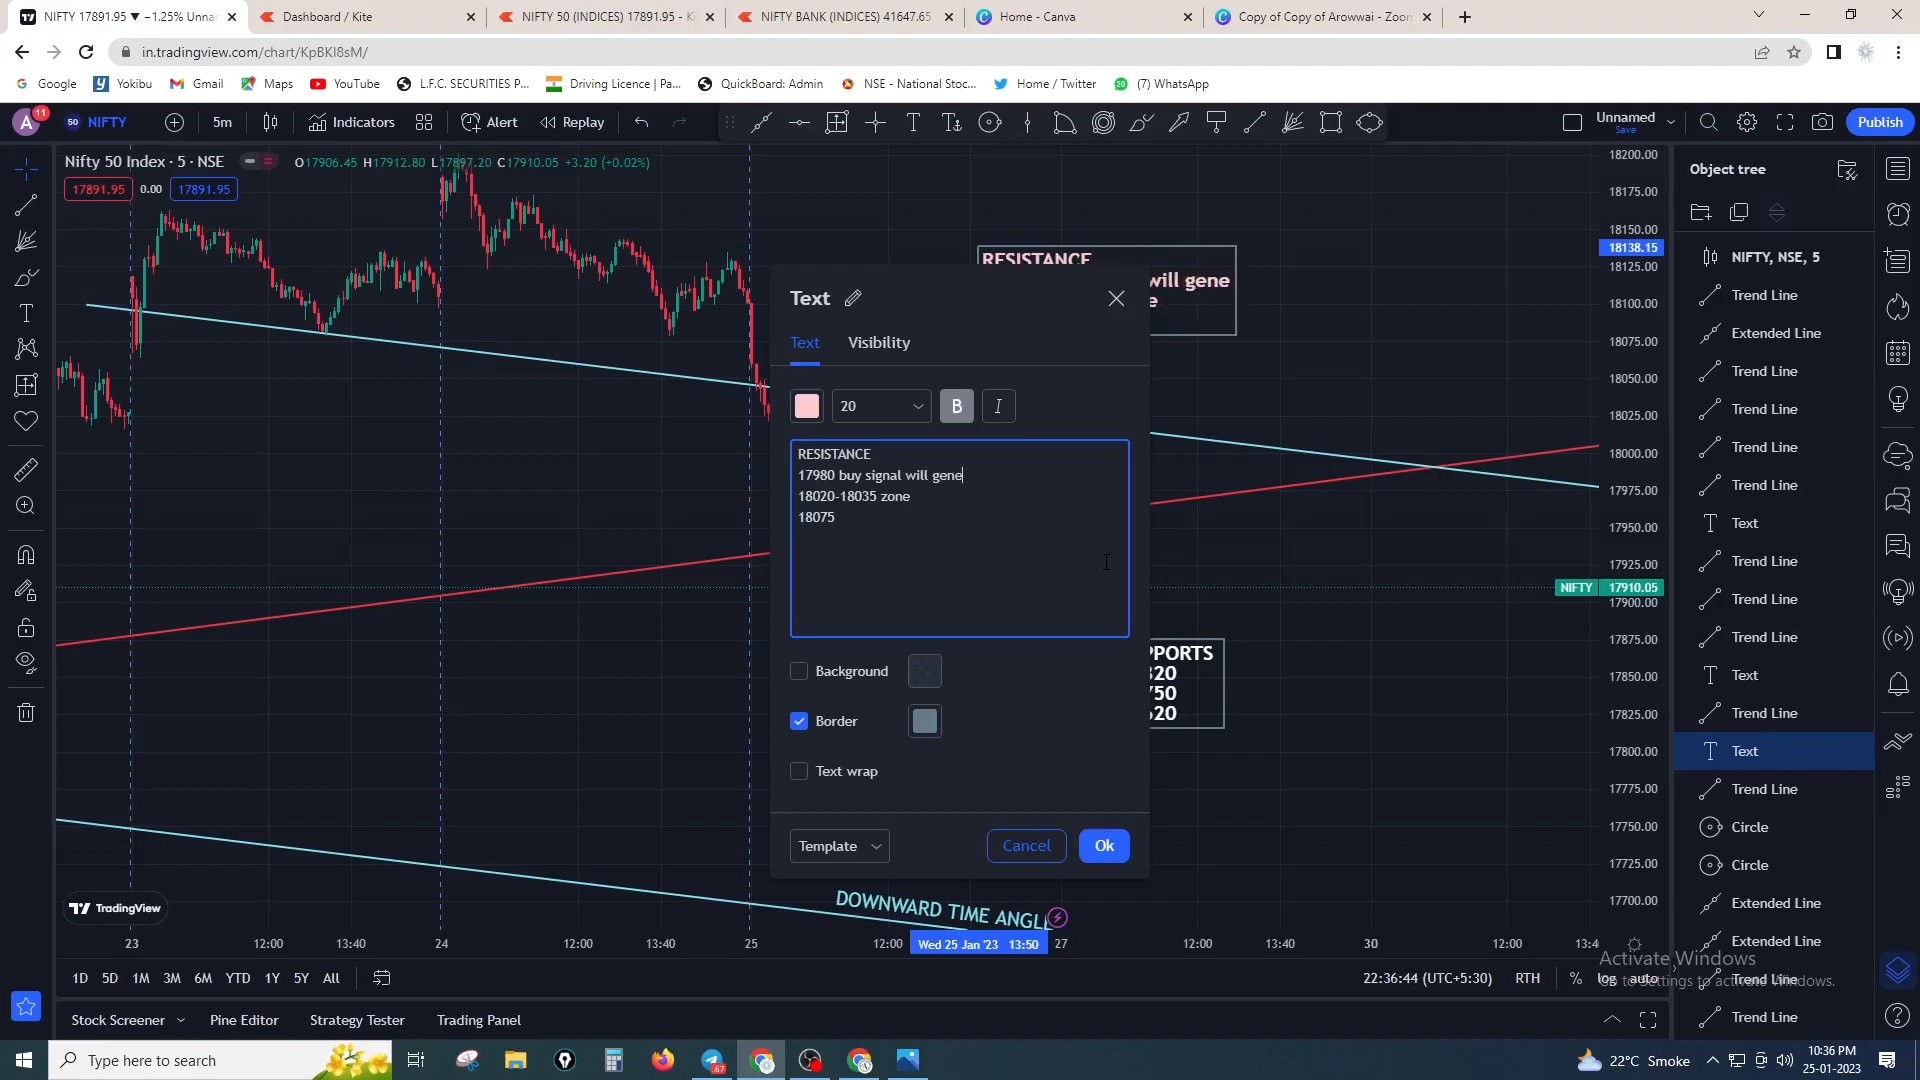 NIFTY 17891.95 ▼ −1.25% Unnar
Dashboard / Kite
NIFTY 50 (INDICES) 17891.95 - Ki
NIFTY BANK (INDICES) 41647.65
Home - Canva
Copy of Copy of Arowwai - Zoom
in.tradingview.com/chart/KpBKI8sM/
Google
Yokibu
Gmail
Maps
YouTube
L.F.C. SECURITIES P...
Driving Licence | Pa...
QuickBoard: Admin
NSE - National Stoc...
Home / Twitter
(7) WhatsApp
A 11
50 NIFTY
5m
Indicators
Alert
Replay
Unnamed
Save
Publish
Nifty 50 Index · 5 · NSE
O17906.45 H17912.80 L17897.20 C17910.05 +3.20 (+0.02%)
17891.95 0.00 17891.95
RESISTANCE
will gene
e
PPORTS
820
750
620
DOWNWARD TIME ANGLE
Text
Text
Visibility
20
B
I
RESISTANCE
17980 buy signal will gene
18020-18035 zone
18075
Background
Border
Text wrap
Template
Cancel
Ok
18200.00
18175.00
18150.00
18138.15
18125.00
18100.00
18075.00
18050.00
18025.00
18000.00
17975.00
17950.00
17925.00
NIFTY 17910.05
17900.00
17875.00
17850.00
17825.00
17800.00
17775.00
17750.00
17725.00
17700.00
Object tree
NIFTY, NSE, 5
Trend Line
Extended Line
Trend Line
Trend Line
Trend Line
Trend Line
Text
Trend Line
Trend Line
Trend Line
Text
Trend Line
Text
Trend Line
Circle
Circle
Extended Line
Extended Line
Trend Line
Trend Line
TradingView
23
12:00
13:40
24
12:00
13:40
25
12:00
Wed 25 Jan '23 13:50
27
12:00
13:40
30
12:00
13:4
1D 5D 1M 3M 6M YTD 1Y 5Y All
22:36:44 (UTC+5:30)
RTH
%
log
auto
Activate Windows
Go to Settings to activate Windows.
Stock Screener
Pine Editor
Strategy Tester
Trading Panel
Type here to search
22°C Smoke
10:36 PM
25-01-2023